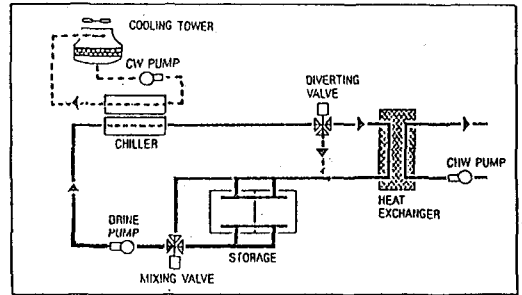 COOLING TOWER
CW PUMP
DIVERTING
VALVE
CHILLER
CHW PUMP
HEAT
EXCHANGER
BRINE
PUMP
STORAGE
MIXING VALVE